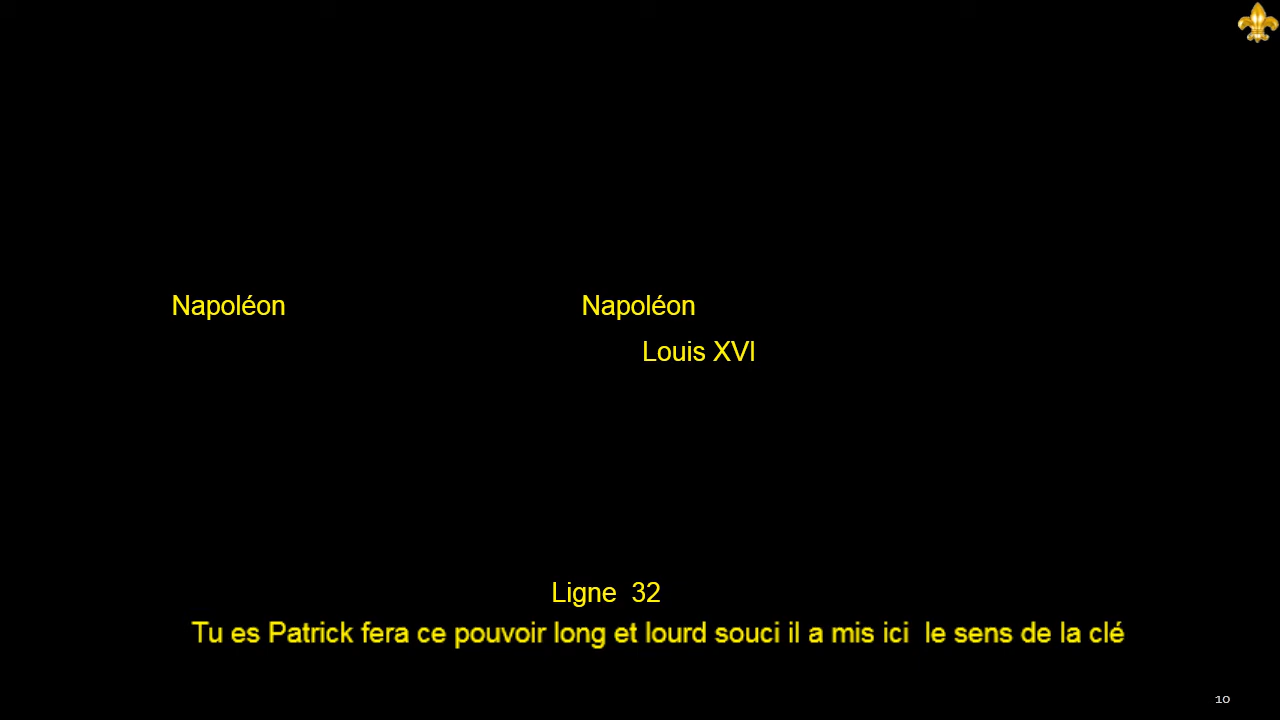 Napoléon Napoléon
Louis XVI
Ligne 32
Tu es Patrick fera ce pouvoir long et lourd souci il a mis ici le sens de la clé
10